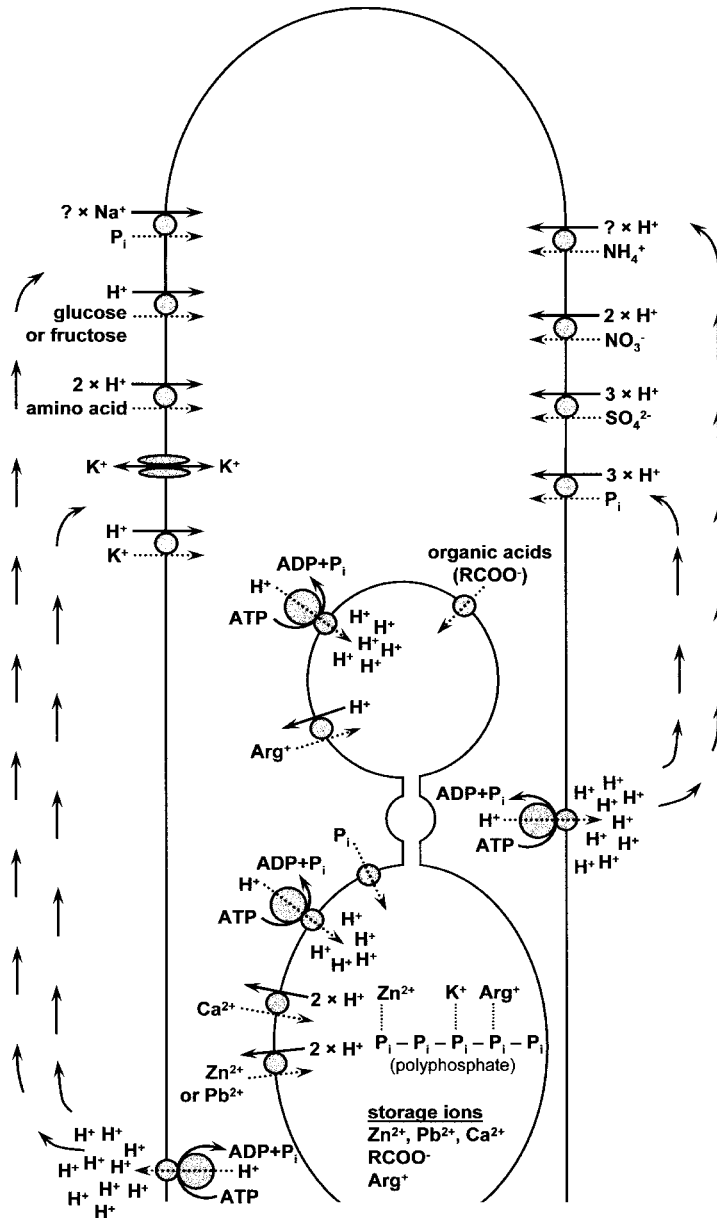 ? × Na⁺
Pᵢ
H⁺
glucose
or fructose
2 × H⁺
amino acid
K⁺ K⁺
H⁺
K⁺
? × H⁺
NH₄⁺
2 × H⁺
NO₃⁻
3 × H⁺
SO₄²⁻
3 × H⁺
Pᵢ
ADP+Pᵢ
H⁺
ATP
H⁺
H⁺
H⁺
H⁺
H⁺
H⁺
organic acids
(RCOO⁻)
H⁺
Arg⁺
ADP+Pᵢ
H⁺
ATP
H⁺ H⁺
H⁺ H⁺
H⁺
H⁺
H⁺
H⁺ H⁺
Pᵢ
ADP+Pᵢ
H⁺
ATP
H⁺
H⁺
H⁺
H⁺ H⁺
2 × H⁺
Ca²⁺
2 × H⁺
Zn²⁺
or Pb²⁺
Zn²⁺ K⁺ Arg⁺
Pᵢ – Pᵢ – Pᵢ – Pᵢ – Pᵢ
(polyphosphate)
storage ions
Zn²⁺, Pb²⁺, Ca²⁺
RCOO⁻
Arg⁺
H⁺ H⁺
H⁺
H⁺ H⁺
H⁺ H⁺
H⁺ H⁺
H⁺
ADP+Pᵢ
H⁺
ATP